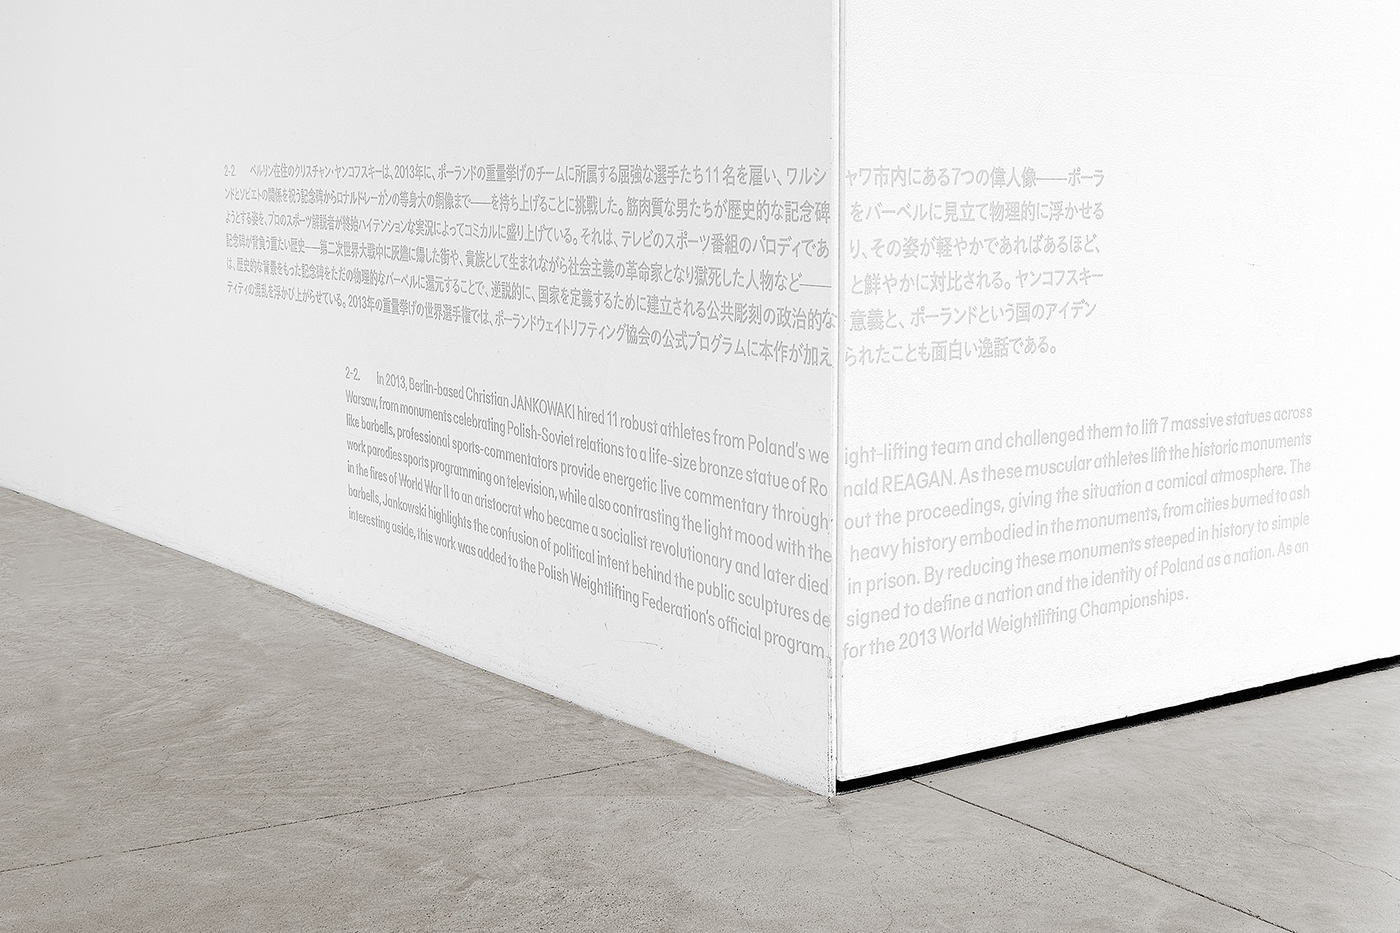 2-2 ベルリン在住のクリスチャン・ヤンコフスキーは、2013年に、ポーランドの重量挙げのチームに所属する屈強な選手たち11名を雇い、ワルシャワ市内にある7つの偉人像——ポーラ
ンドとソビエトの関係を祝う記念碑からロナルドレーガンの等身大の銅像まで——を持ち上げることに挑戦した。筋肉質な男たちが歴史的な記念碑をバーベルに見立て物理的に浮かせる
ようとする姿を、プロのスポーツ解説者が終始ハイテンションな実況によってコミカルに盛り上げている。それは、テレビのスポーツ番組のパロディであり、その姿が軽やかであればあるほど、
記念碑が背負う重たい歴史——第二次世界大戦中に灰燼に帰した街や、貴族として生まれながら社会主義の革命家となり獄死した人物など——と鮮やかに対比される。ヤンコフスキー
は、歴史的な背景をもった記念碑をただの物理的なバーベルに還元することで、逆説的に、国家を定義するために建立される公共彫刻の政治的な意義と、ポーランドという国のアイデン
ティティの混乱を浮かび上がらせている。2013年の重量挙げの世界選手権では、ポーランドウェイトリフティング協会の公式プログラムに本作が加えられたことも面白い逸話である。
2-2. In 2013, Berlin-based Christian JANKOWAKI hired 11 robust athletes from Poland's weight-lifting team and challenged them to lift 7 massive statues across
Warsaw, from monuments celebrating Polish-Soviet relations to a life-size bronze statue of Ronald REAGAN. As these muscular athletes lift the historic monuments
like barbells, professional sports-commentators provide energetic live commentary throughout the proceedings, giving the situation a comical atmosphere. The
work parodies sports programming on television, while also contrasting the light mood with the heavy history embodied in the monuments, from cities burned to ash
in the fires of World War II to an aristocrat who became a socialist revolutionary and later died in prison. By reducing these monuments steeped in history to simple
barbells, Jankowski highlights the confusion of political intent behind the public sculptures designed to define a nation and the identity of Poland as a nation. As an
interesting aside, this work was added to the Polish Weightlifting Federation's official program for the 2013 World Weightlifting Championships.